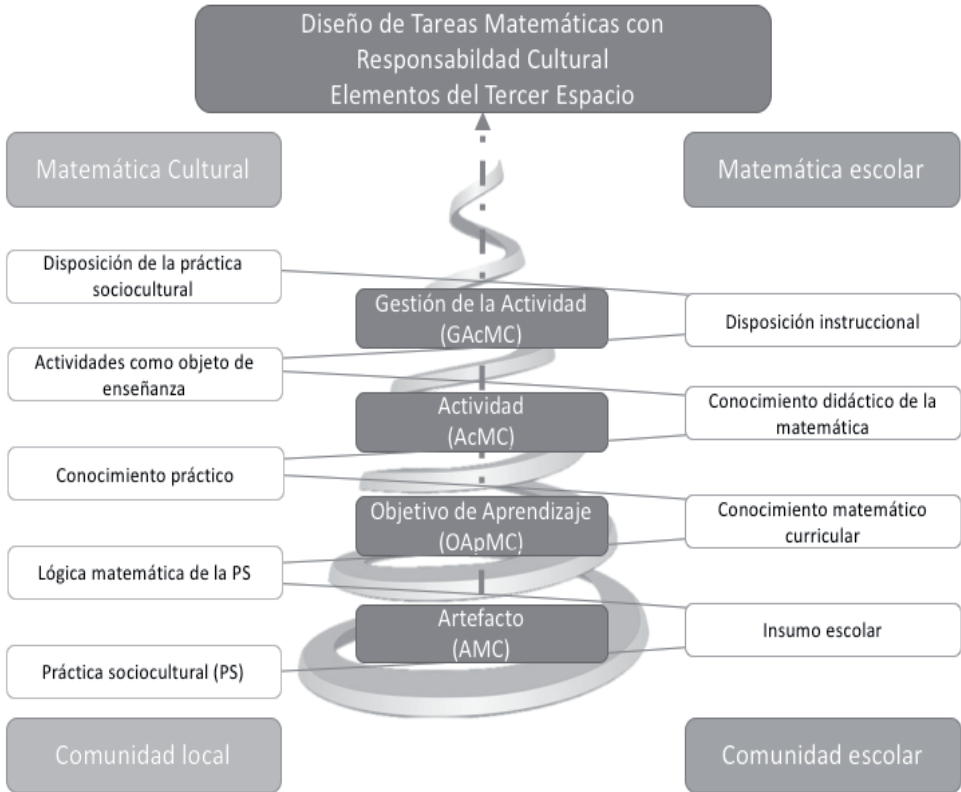 Diseño de Tareas Matemáticas con
Responsabildad Cultural
Elementos del Tercer Espacio
Matemática Cultural
Matemática escolar
Disposición de la práctica
sociocultural
Gestión de la Actividad
(GAcMC)
Disposición instruccional
Actividades como objeto de
enseñanza
Actividad
(AcMC)
Conocimiento didáctico de la
matemática
Conocimiento práctico
Objetivo de Aprendizaje
(OApMC)
Conocimiento matemático
curricular
Lógica matemática de la PS
Artefacto
(AMC)
Insumo escolar
Práctica sociocultural (PS)
Comunidad local
Comunidad escolar